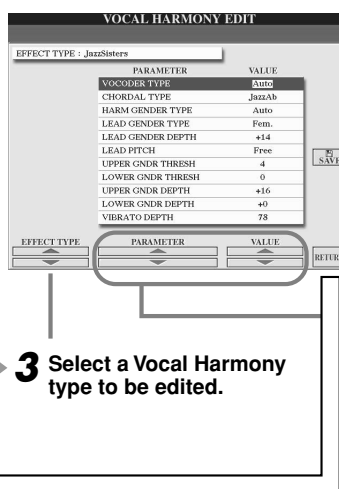 VOCAL HARMONY EDIT
EFFECT TYPE : JazzSisters
PARAMETER VALUE
VOCODER TYPE Auto
CHORDAL TYPE JazzAb
HARM GENDER TYPE Auto
LEAD GENDER TYPE Fem.
LEAD GENDER DEPTH +14
LEAD PITCH Free
UPPER GNDR THRESH 4
LOWER GNDR THRESH 0
UPPER GNDR DEPTH +16
LOWER GNDR DEPTH +0
VIBRATO DEPTH 78
SAVE
EFFECT TYPE PARAMETER VALUE
RETUR
3 Select a Vocal Harmony
type to be edited.